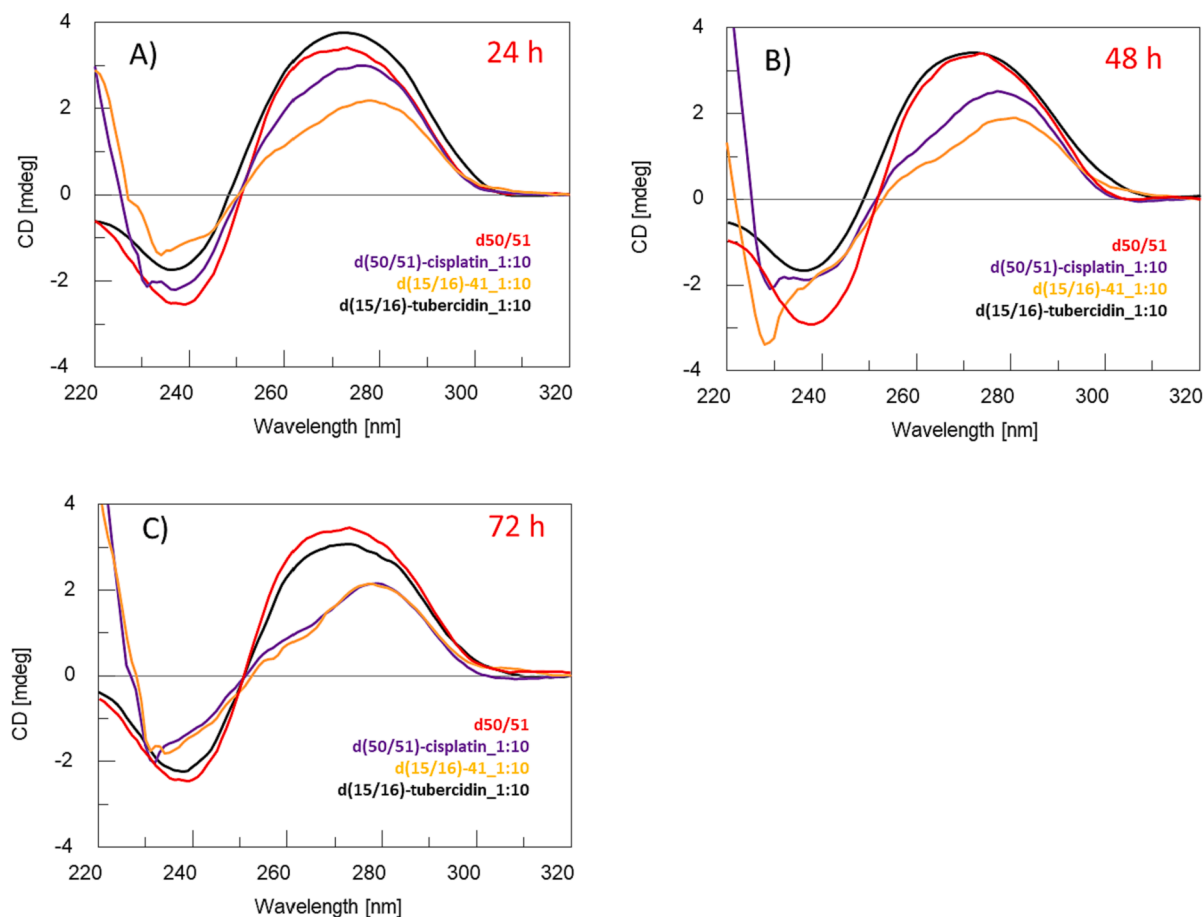 A)
24 h
CD [mdeg]
4
2
0
-2
-4
d50/51
d(50/51)-cisplatin_1:10
d(15/16)-41_1:10
d(15/16)-tubercidin_1:10
220 240 260 280 300 320
Wavelength [nm]
B)
48 h
CD [mdeg]
4
2
0
-2
-4
d50/51
d(50/51)-cisplatin_1:10
d(15/16)-41_1:10
d(15/16)-tubercidin_1:10
220 240 260 280 300 320
Wavelength [nm]
C)
72 h
CD [mdeg]
4
2
0
-2
-4
d50/51
d(50/51)-cisplatin_1:10
d(15/16)-41_1:10
d(15/16)-tubercidin_1:10
220 240 260 280 300 320
Wavelength [nm]